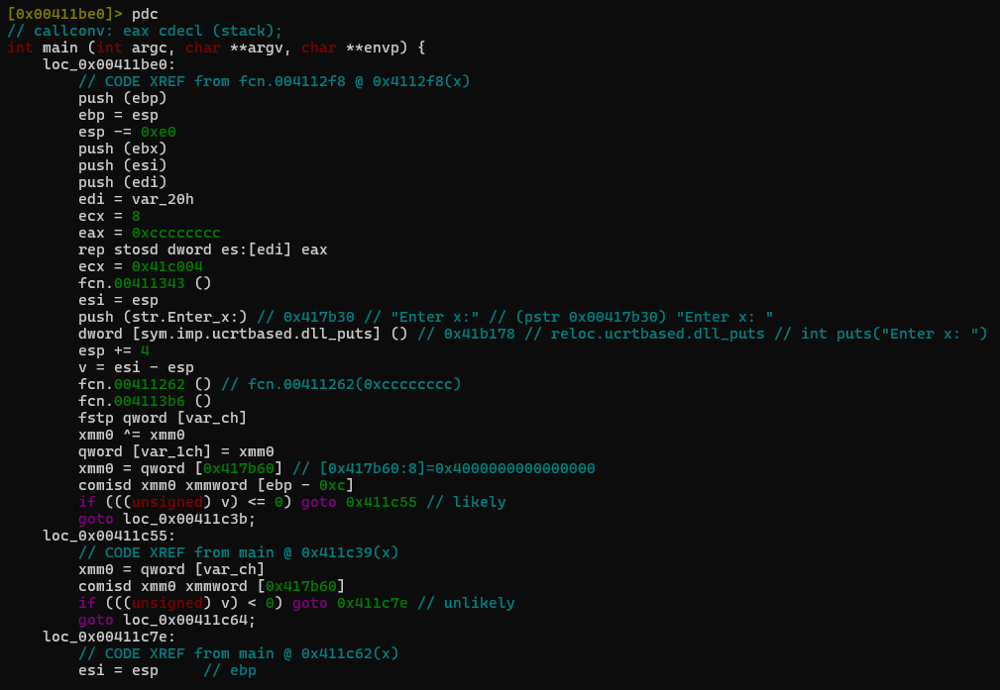 [0x00411be0]> pdc
// callconv: eax cdecl (stack);
int main (int argc, char **argv, char **envp) {
    loc_0x00411be0:
        // CODE XREF from fcn.004112f8 @ 0x4112f8(x)
        push (ebp)
        ebp = esp
        esp -= 0xe0
        push (ebx)
        push (esi)
        push (edi)
        edi = var_20h
        ecx = 8
        eax = 0xcccccccc
        rep stosd dword es:[edi] eax
        ecx = 0x41c004
        fcn.00411343 ()
        esi = esp
        push (str.Enter_x:) // 0x417b30 // "Enter x:" // (pstr 0x00417b30) "Enter x: "
        dword [sym.imp.ucrtbased.dll_puts] () // 0x41b178 // reloc.ucrtbased.dll_puts // int puts("Enter x: ")
        esp += 4
        v = esi - esp
        fcn.00411262 () // fcn.00411262(0xcccccccc)
        fcn.004113b6 ()
        fstp qword [var_ch]
        xmm0 ^= xmm0
        qword [var_1ch] = xmm0
        xmm0 = qword [0x417b60] // [0x417b60:8]=0x4000000000000000
        comisd xmm0 xmmword [ebp - 0xc]
        if (((unsigned) v) <= 0) goto 0x411c55 // likely
        goto loc_0x00411c3b;
    loc_0x00411c55:
        // CODE XREF from main @ 0x411c39(x)
        xmm0 = qword [var_ch]
        comisd xmm0 xmmword [0x417b60]
        if (((unsigned) v) < 0) goto 0x411c7e // unlikely
        goto loc_0x00411c64;
    loc_0x00411c7e:
        // CODE XREF from main @ 0x411c62(x)
        esi = esp     // ebp